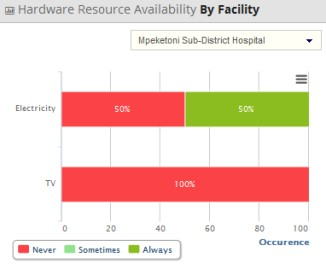 Hardware Resource Availability By Facility
Mpeketoni Sub-District Hospital
Electricity 50% 50%
TV 100%
0 20 40 60 80 100
Occurence
Never Sometimes Always